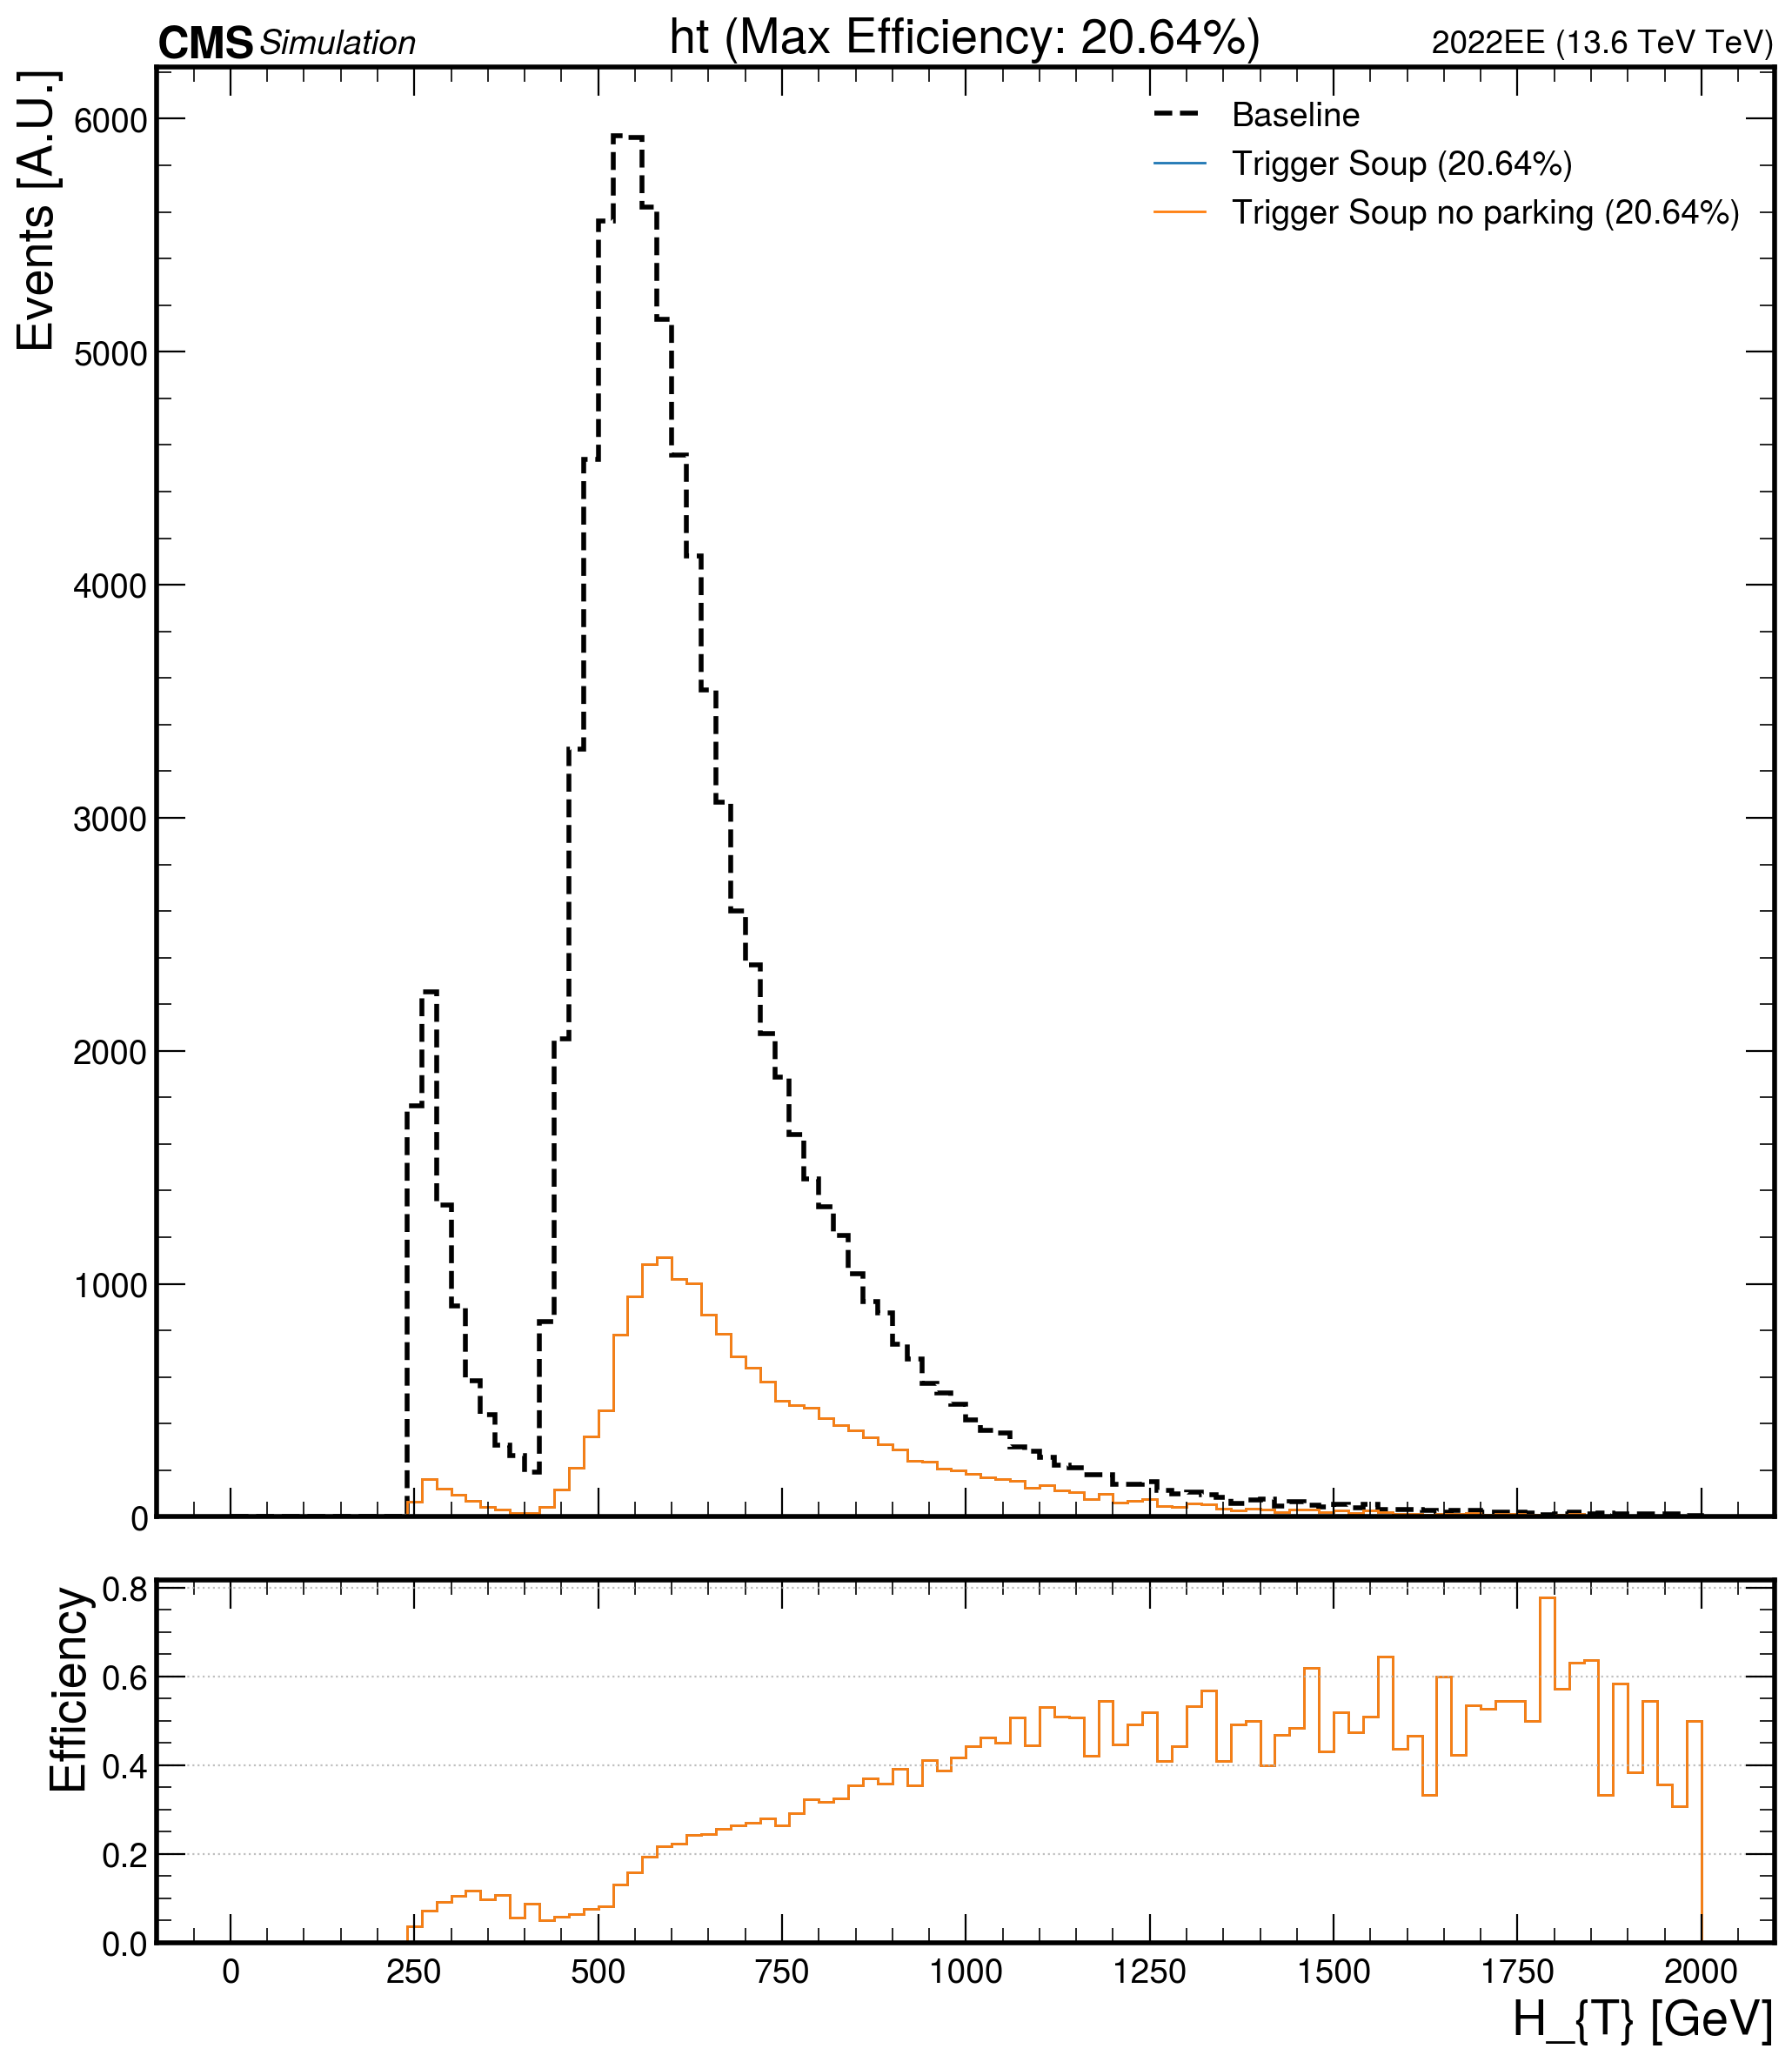 CMS Simulation
ht (Max Efficiency: 20.64%)
2022EE (13.6 TeV TeV)
Events [A.U.]
6000
5000
4000
3000
2000
1000
0
Baseline
Trigger Soup (20.64%)
Trigger Soup no parking (20.64%)
Efficiency
0.8
0.6
0.4
0.2
0.0
0 250 500 750 1000 1250 1500 1750 2000
H_{T} [GeV]